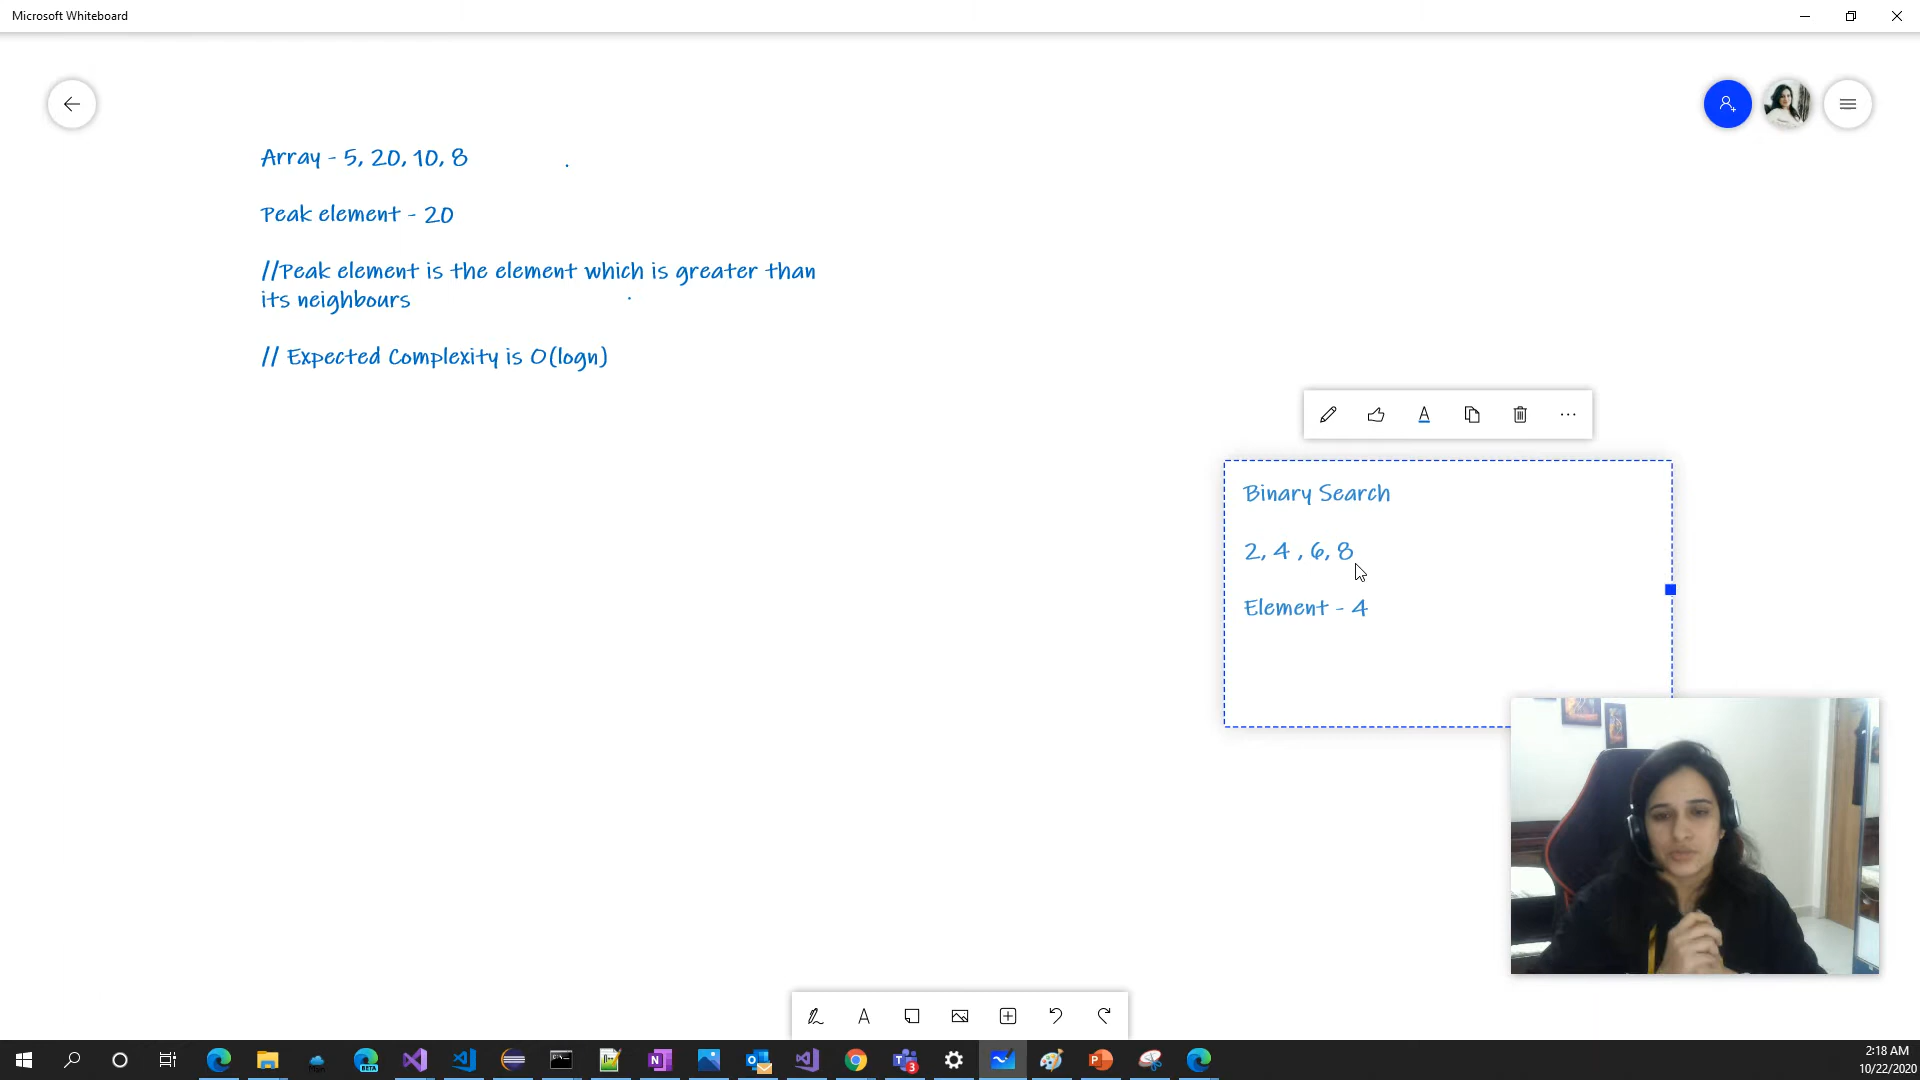 Microsoft Whiteboard
Array - 5, 20, 10, 8
Peak element - 20
//Peak element is the element which is greater than
its neighbours
// Expected Complexity is O(logn)
Binary Search
2, 4 , 6, 8
Element - 4
BETA
3
2:18 AM
10/22/2020